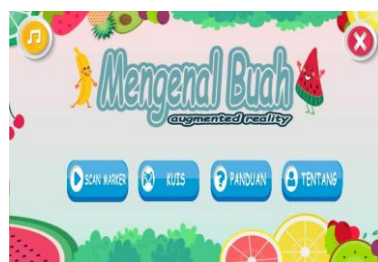 Mengenal Buah
augmented reality
SCAN MARKER KUIS PANDUAN TENTANG